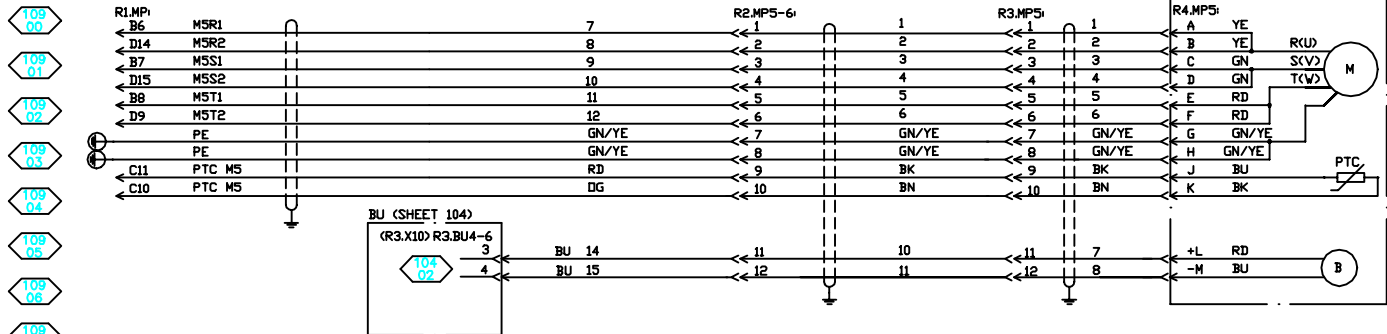 R1.MP: R2.MP5-6: R3.MP5: R4.MP5:
109 00
B6 M5R1 7 1 1 1 1 A YE
D14 M5R2 8 2 2 2 2 B YE R(U)
109 01
B7 M5S1 9 3 3 3 3 C GN S(V) M
D15 M5S2 10 4 4 4 4 D GN T(W)
109 02
B8 M5T1 11 5 5 5 5 E RD
D9 M5T2 12 6 6 6 6 F RD
PE GN/YE 7 GN/YE 7 GN/YE G GN/YE
109 03
PE GN/YE 8 GN/YE 8 GN/YE H GN/YE
C11 PTC M5 RD 9 BK 9 BK J BU PTC
C10 PTC M5 OG 10 BN 10 BN K BK
109 04
BU (SHEET 104)
(R3.X10) R3.BU4-6
109 05
3 BU 14 11 10 11 7 +L RD
104 02
4 BU 15 12 11 12 8 -M BU B
109 06
109